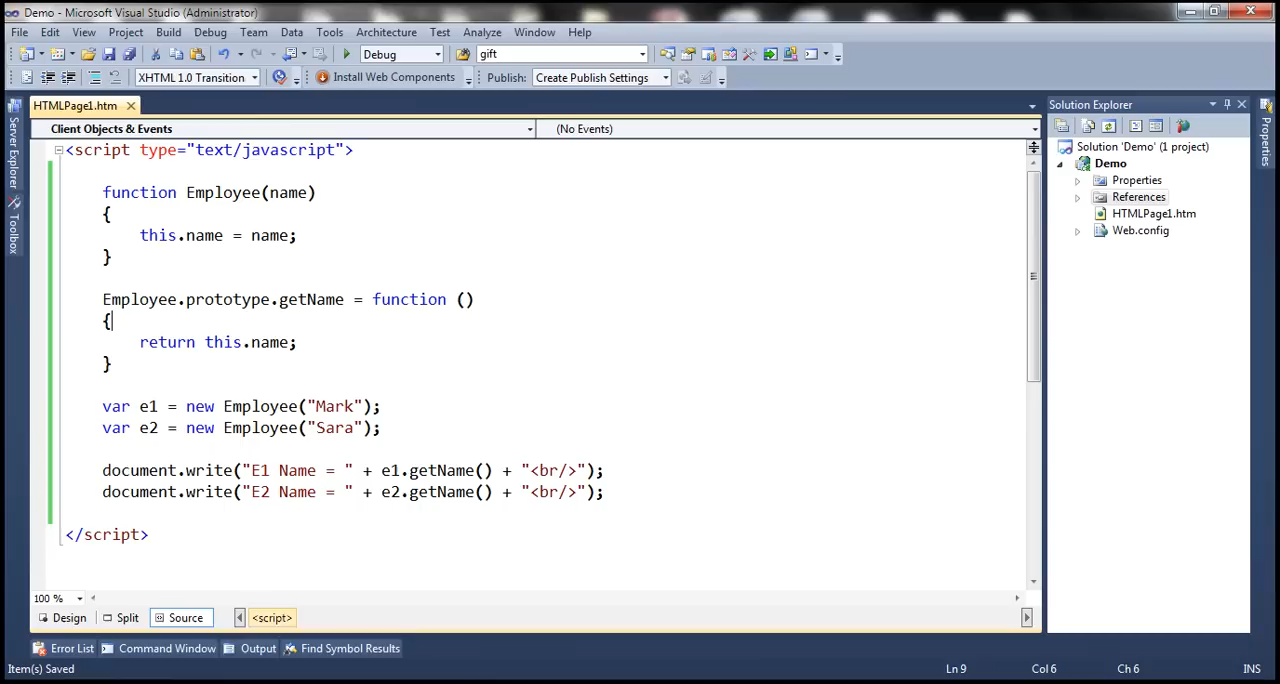 Demo - Microsoft Visual Studio (Administrator)
File Edit View Project Build Debug Team Data Tools Architecture Test Analyze Window Help
Debug gift
XHTML 1.0 Transition Install Web Components Publish: Create Publish Settings
HTMLPage1.htm
Client Objects & Events (No Events)
<script type="text/javascript">
function Employee(name)
{
this.name = name;
}
Employee.prototype.getName = function ()
{
return this.name;
}
var e1 = new Employee("Mark");
var e2 = new Employee("Sara");
document.write("E1 Name = " + e1.getName() + "<br/>");
document.write("E2 Name = " + e2.getName() + "<br/>");
</script>
100 %
Design Split Source <script>
Server Explorer
Toolbox
Solution Explorer
Solution 'Demo' (1 project)
Demo
Properties
References
HTMLPage1.htm
Web.config
Properties
Error List Command Window Output Find Symbol Results
Item(s) Saved Ln 9 Col 6 Ch 6 INS